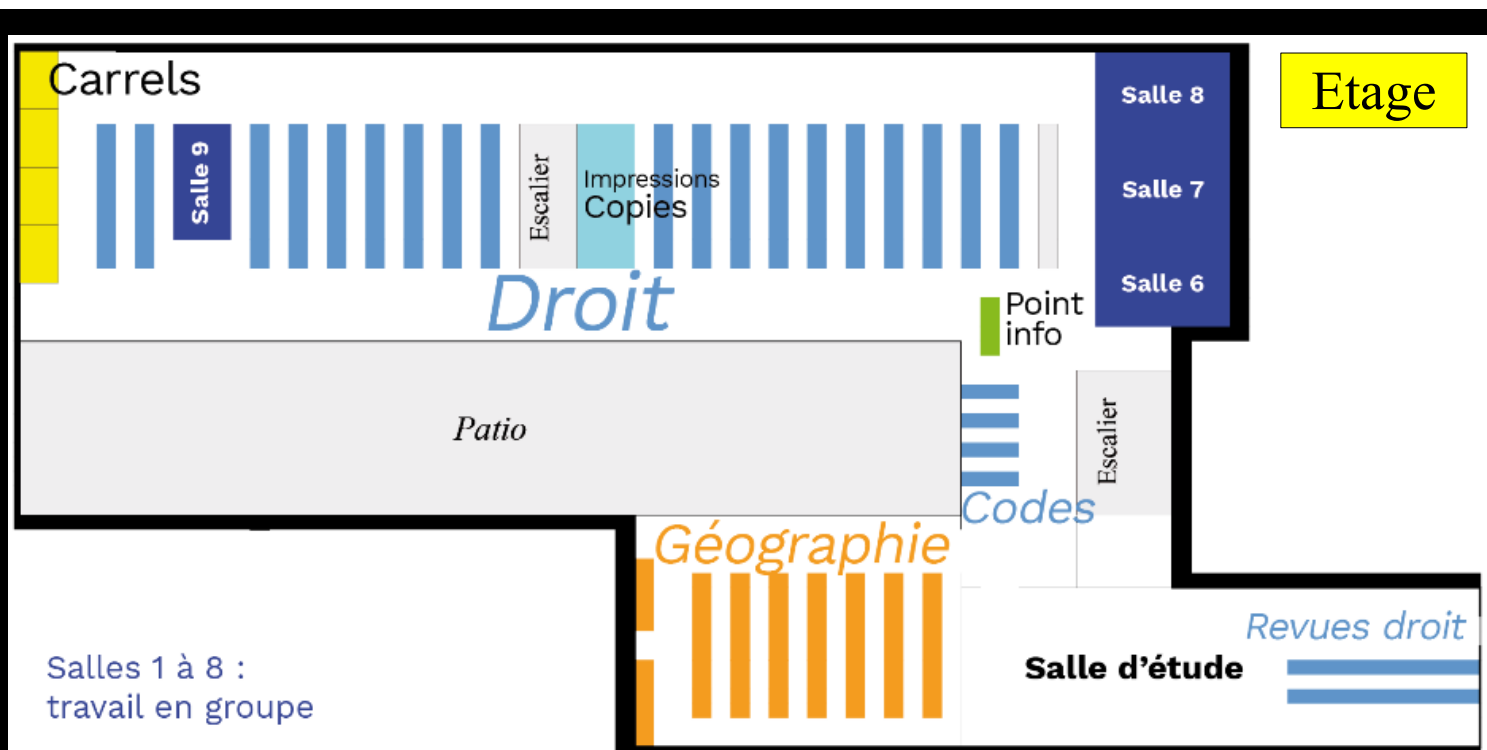 Carrels
Etage
Salle 8
Salle 9
Escalier
Impressions
Copies
Salle 7
Salle 6
Droit
Point
info
Patio
Escalier
Codes
Géographie
Revues droit
Salle d’étude
Salles 1 à 8 :
travail en groupe